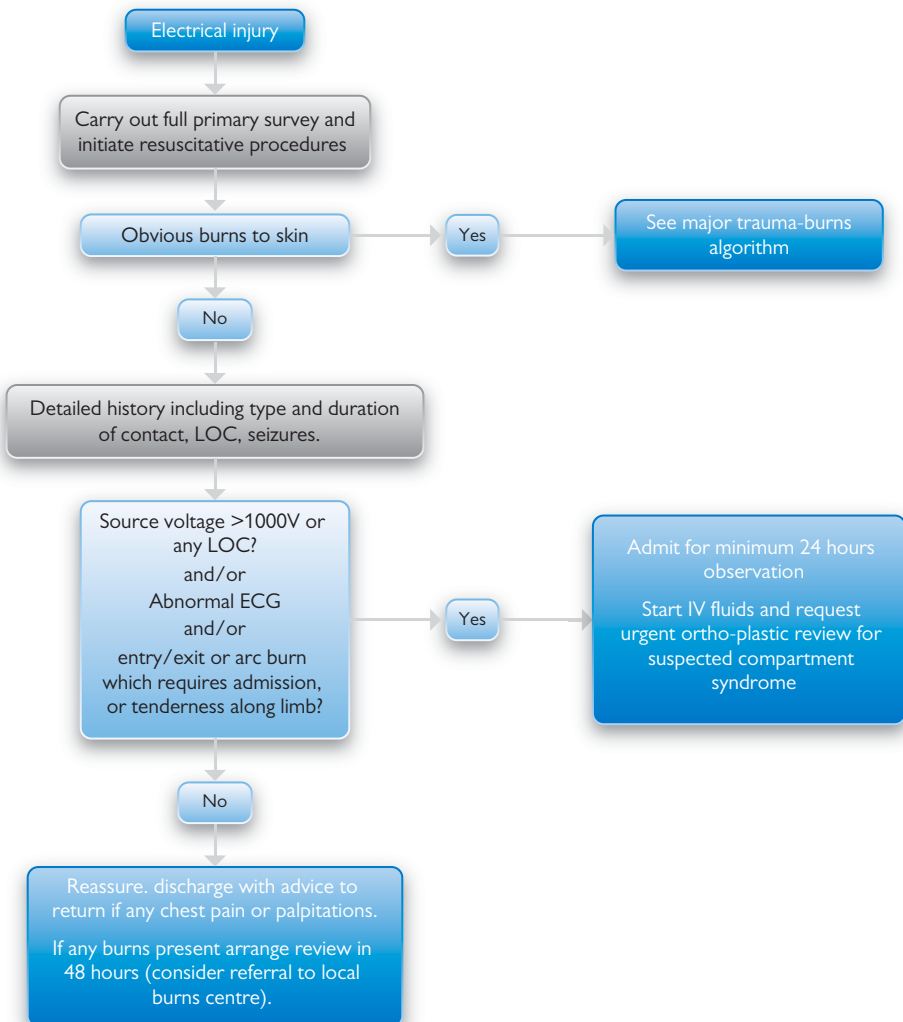 Electrical injury
Carry out full primary survey and
initiate resuscitative procedures
Obvious burns to skin
Yes
See major trauma-burns
algorithm
No
Detailed history including type and duration
of contact, LOC, seizures.
Source voltage >1000V or
any LOC?
and/or
Abnormal ECG
and/or
entry/exit or arc burn
which requires admission,
or tenderness along limb?
Yes
Admit for minimum 24 hours
observation
Start IV fluids and request
urgent ortho-plastic review for
suspected compartment
syndrome
No
Reassure. discharge with advice to
return if any chest pain or palpitations.
If any burns present arrange review in
48 hours (consider referral to local
burns centre).